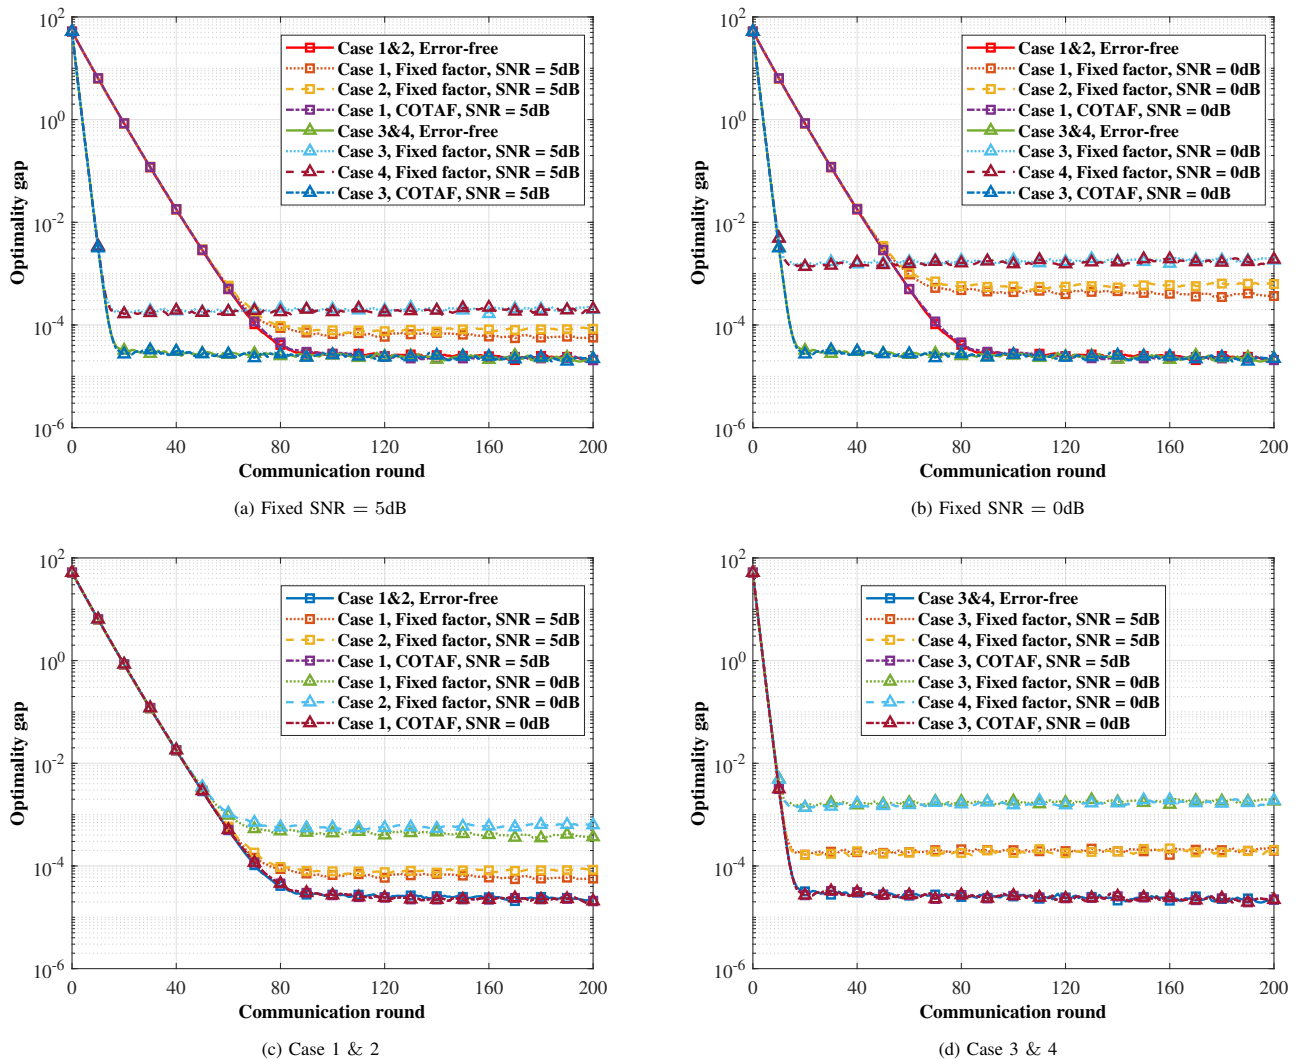 10^2
10^0
10^-2
10^-4
10^-6
Optimality gap
0 40 80 120 160 200
Communication round
Case 1&2, Error-free
Case 1, Fixed factor, SNR = 5dB
Case 2, Fixed factor, SNR = 5dB
Case 1, COTAF, SNR = 5dB
Case 3&4, Error-free
Case 3, Fixed factor, SNR = 5dB
Case 4, Fixed factor, SNR = 5dB
Case 3, COTAF, SNR = 5dB
(a) Fixed SNR = 5dB
10^2
10^0
10^-2
10^-4
10^-6
Optimality gap
0 40 80 120 160 200
Communication round
Case 1&2, Error-free
Case 1, Fixed factor, SNR = 0dB
Case 2, Fixed factor, SNR = 0dB
Case 1, COTAF, SNR = 0dB
Case 3&4, Error-free
Case 3, Fixed factor, SNR = 0dB
Case 4, Fixed factor, SNR = 0dB
Case 3, COTAF, SNR = 0dB
(b) Fixed SNR = 0dB
10^2
10^0
10^-2
10^-4
10^-6
Optimality gap
0 40 80 120 160 200
Communication round
Case 1&2, Error-free
Case 1, Fixed factor, SNR = 5dB
Case 2, Fixed factor, SNR = 5dB
Case 1, COTAF, SNR = 5dB
Case 1, Fixed factor, SNR = 0dB
Case 2, Fixed factor, SNR = 0dB
Case 1, COTAF, SNR = 0dB
(c) Case 1 & 2
10^2
10^0
10^-2
10^-4
10^-6
Optimality gap
0 40 80 120 160 200
Communication round
Case 3&4, Error-free
Case 3, Fixed factor, SNR = 5dB
Case 4, Fixed factor, SNR = 5dB
Case 3, COTAF, SNR = 5dB
Case 3, Fixed factor, SNR = 0dB
Case 4, Fixed factor, SNR = 0dB
Case 3, COTAF, SNR = 0dB
(d) Case 3 & 4